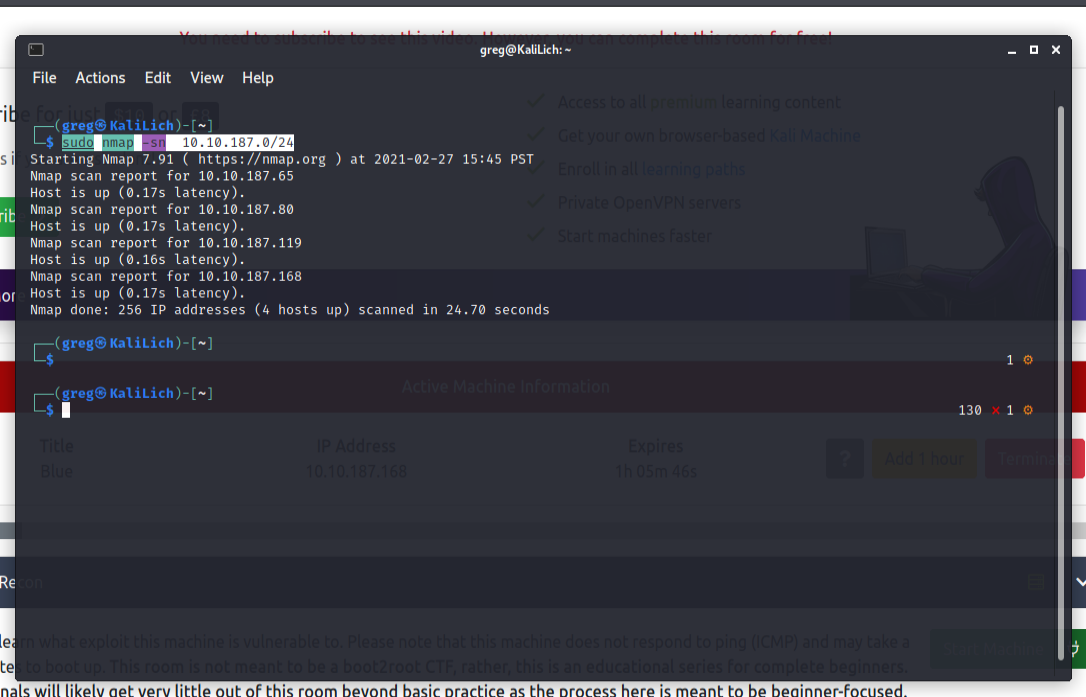 You need to subscribe to see this video. However, you can complete this room for free!
greg@KaliLich: ~
File Actions Edit View Help
ibe for just $10 or
Access to all premium learning content
Get your own browser-based Kali Machine
Enroll in all learning paths
Private OpenVPN servers
Start machines faster
┌──(greg㉿KaliLich)-[~]
└─$ sudo nmap -sn 10.10.187.0/24
Starting Nmap 7.91 ( https://nmap.org ) at 2021-02-27 15:45 PST
Nmap scan report for 10.10.187.65
Host is up (0.17s latency).
Nmap scan report for 10.10.187.80
Host is up (0.17s latency).
Nmap scan report for 10.10.187.119
Host is up (0.16s latency).
Nmap scan report for 10.10.187.168
Host is up (0.17s latency).
Nmap done: 256 IP addresses (4 hosts up) scanned in 24.70 seconds
┌──(greg㉿KaliLich)-[~]
└─$ 1 ⚙
┌──(greg㉿KaliLich)-[~]
└─$ 130 ⨯ 1 ⚙
Active Machine Information
Title IP Address Expires
Blue 10.10.187.168 1h 05m 46s
? Add 1 hour Terminate
Recon
learn what exploit this machine is vulnerable to. Please note that this machine does not respond to ping (ICMP) and may take a
tes to boot up. This room is not meant to be a boot2root CTF, rather, this is an educational series for complete beginners.
Start Machine
nals will likely get very little out of this room beyond basic practice as the process here is meant to be beginner-focused.